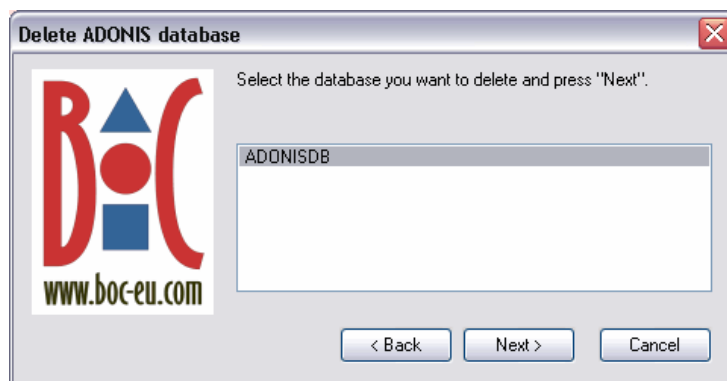 Delete ADONIS database
Select the database you want to delete and press "Next".
BOC
www.boc-eu.com
ADONISDB
< Back
Next >
Cancel